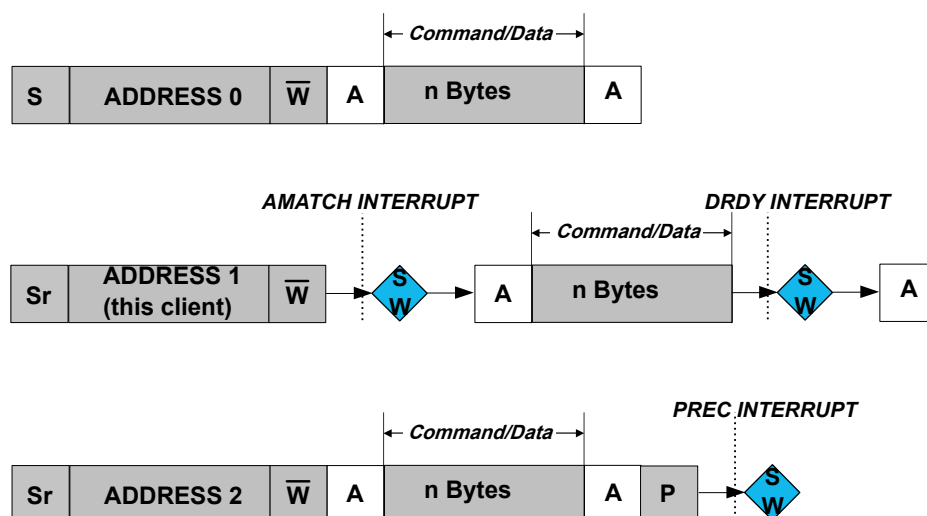 Command/Data
S ADDRESS 0 W̅ A n Bytes A
AMATCH INTERRUPT DRDY INTERRUPT
Command/Data
Sr ADDRESS 1 (this client) W̅ S W A n Bytes S W A
PREC INTERRUPT
Command/Data
Sr ADDRESS 2 W̅ A n Bytes A P S W